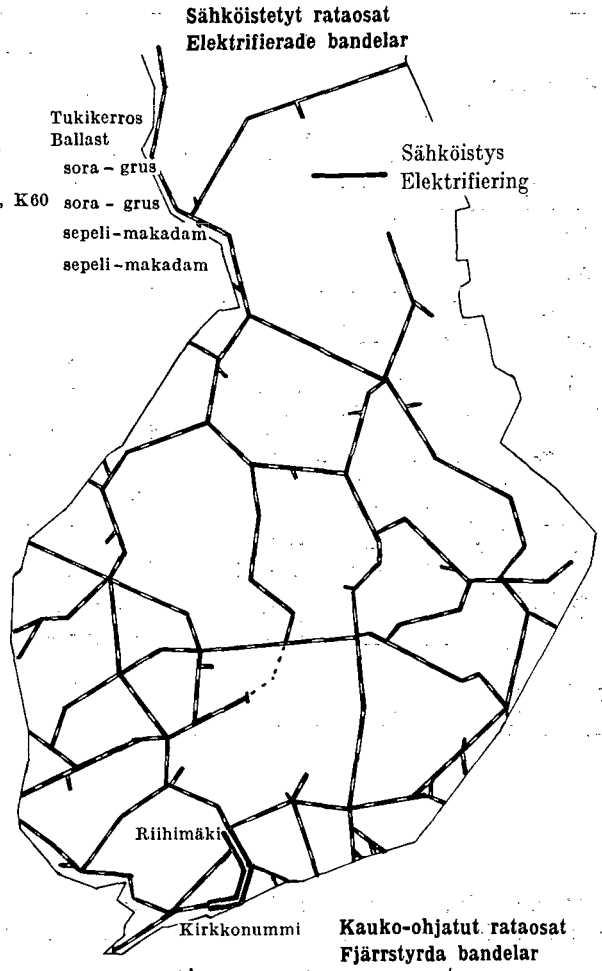 Sähköistetyt rataosat
Elektrifierade bandelar
Tukikerros
Ballast
sora - grus
, K60 sora - grus
sepeli-makadam
sepeli-makadam
Sähköistys
Elektrifiering
Riihimäki
Kirkkonummi
Kauko-ohjatut rataosat
Fjärrstyrda bandelar